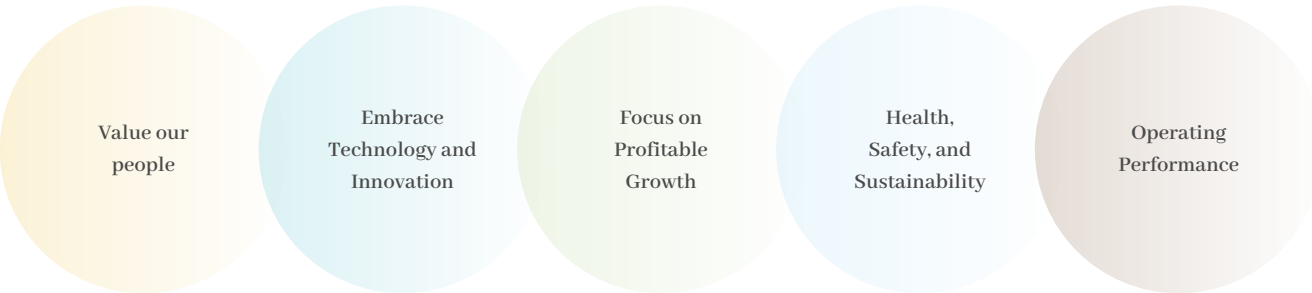 Value our
people
Embrace
Technology and
Innovation
Focus on
Profitable
Growth
Health,
Safety, and
Sustainability
Operating
Performance